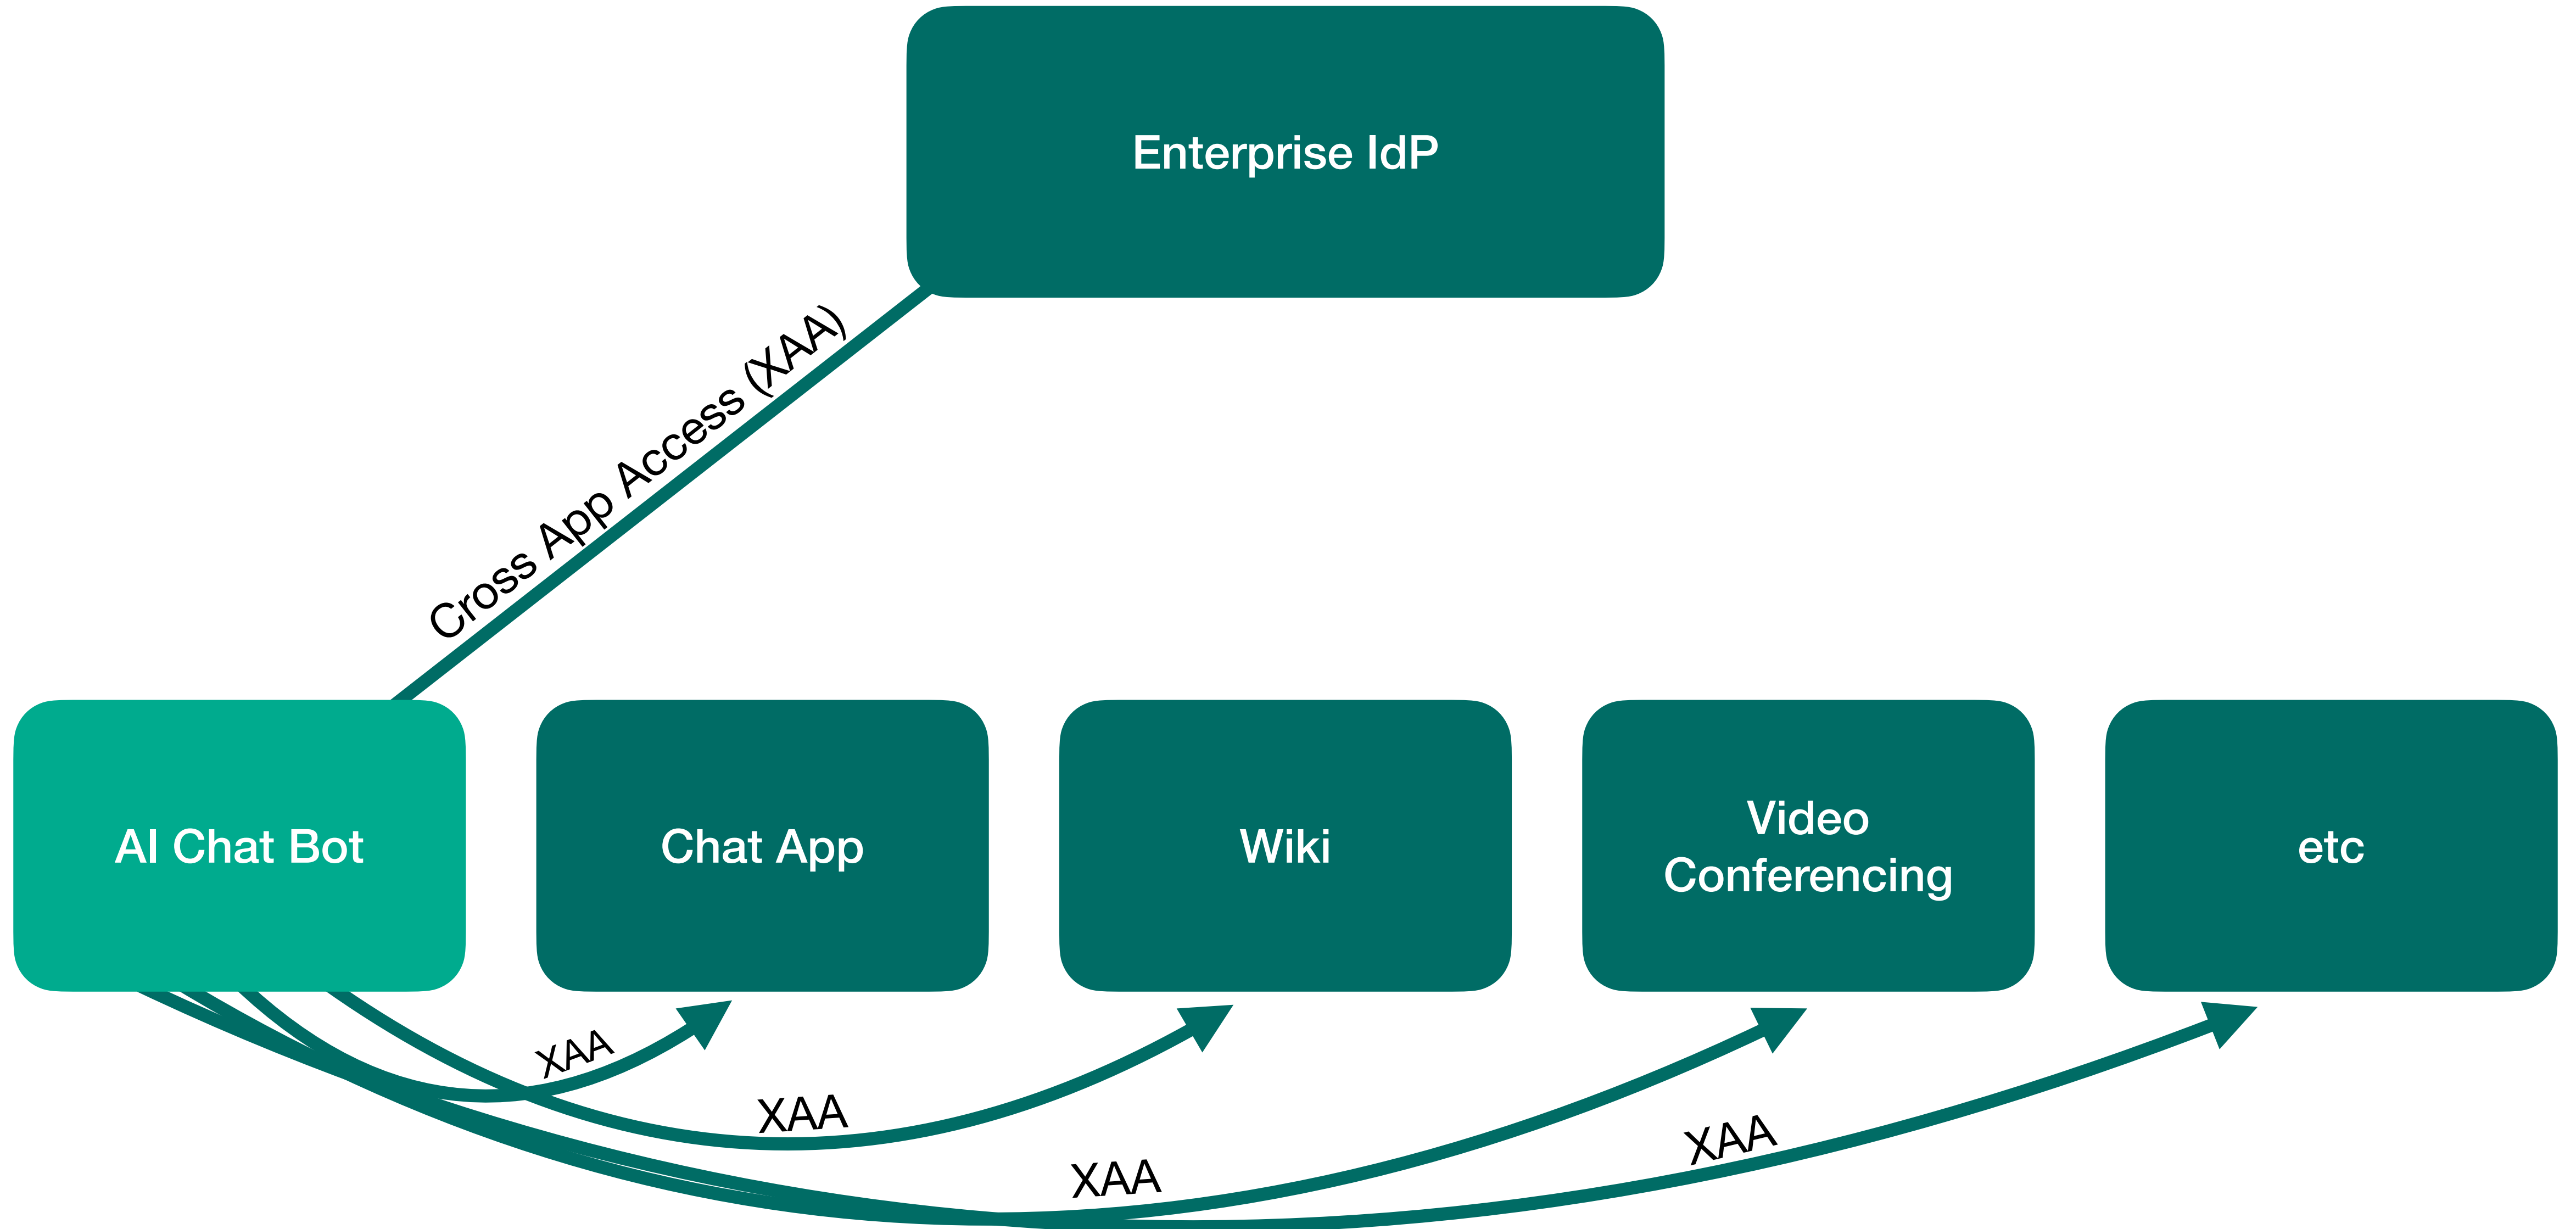 Enterprise IdP
Cross App Access (XAA)
AI Chat Bot
Chat App
Wiki
Video
Conferencing
etc
XAA
XAA
XAA
XAA